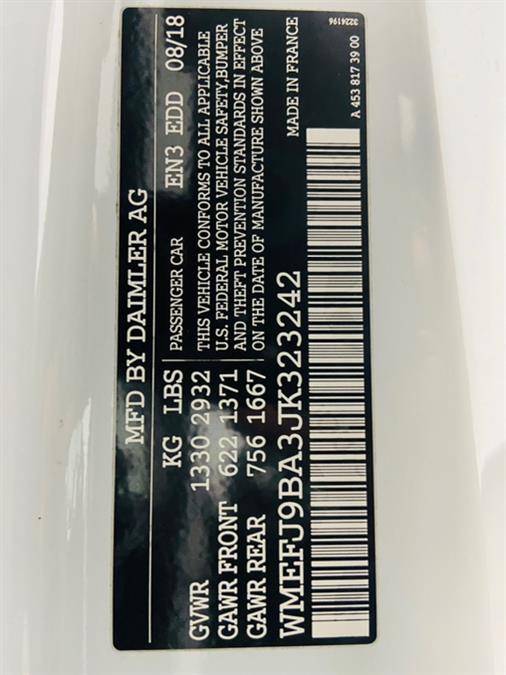 MFD BY DAIMLER AG
KG LBS PASSENGER CAR EN3 EDD 08/18
GVWR 1330 2932 THIS VEHICLE CONFORMS TO ALL APPLICABLE
GAWR FRONT 622 1371 U.S. FEDERAL MOTOR VEHICLE SAFETY,BUMPER
GAWR REAR 756 1667 AND THEFT PREVENTION STANDARDS IN EFFECT
ON THE DATE OF MANUFACTURE SHOWN ABOVE
WMEFJ9BA3JK323242 MADE IN FRANCE
3224196
A 453 817 39 00